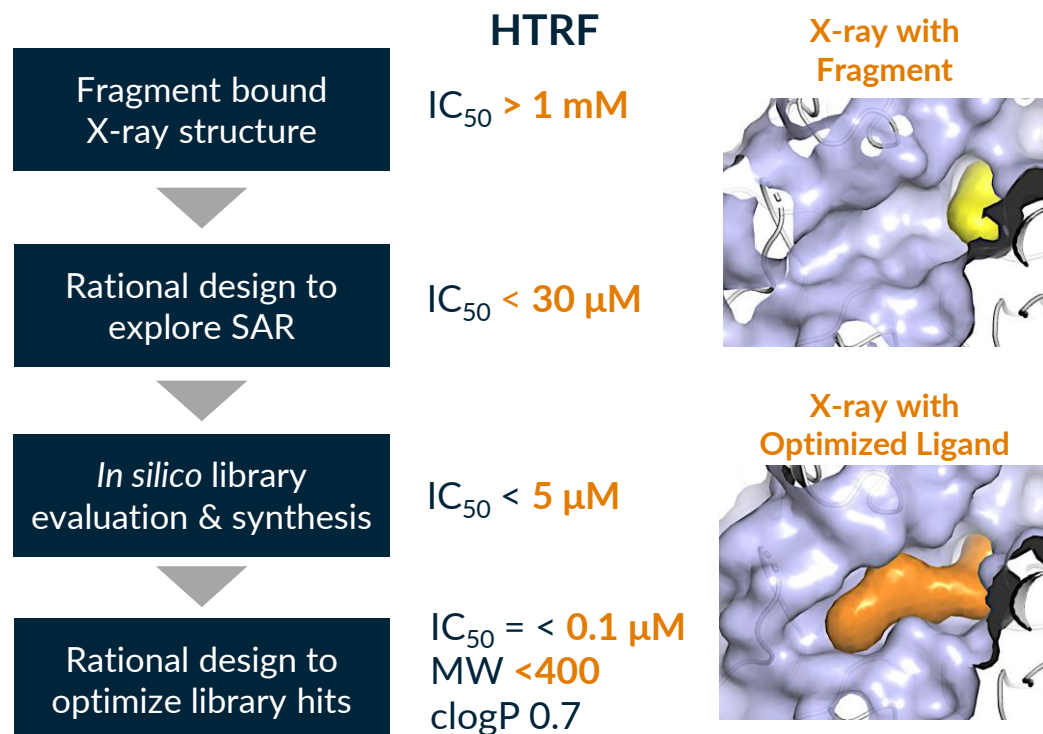 HTRF
Fragment bound
X-ray structure
IC₅₀ > 1 mM
Rational design to
explore SAR
IC₅₀ < 30 µM
In silico library
evaluation & synthesis
IC₅₀ < 5 µM
Rational design to
optimize library hits
IC₅₀ = < 0.1 µM
MW <400
clogP 0.7
X-ray with
Fragment
X-ray with
Optimized Ligand